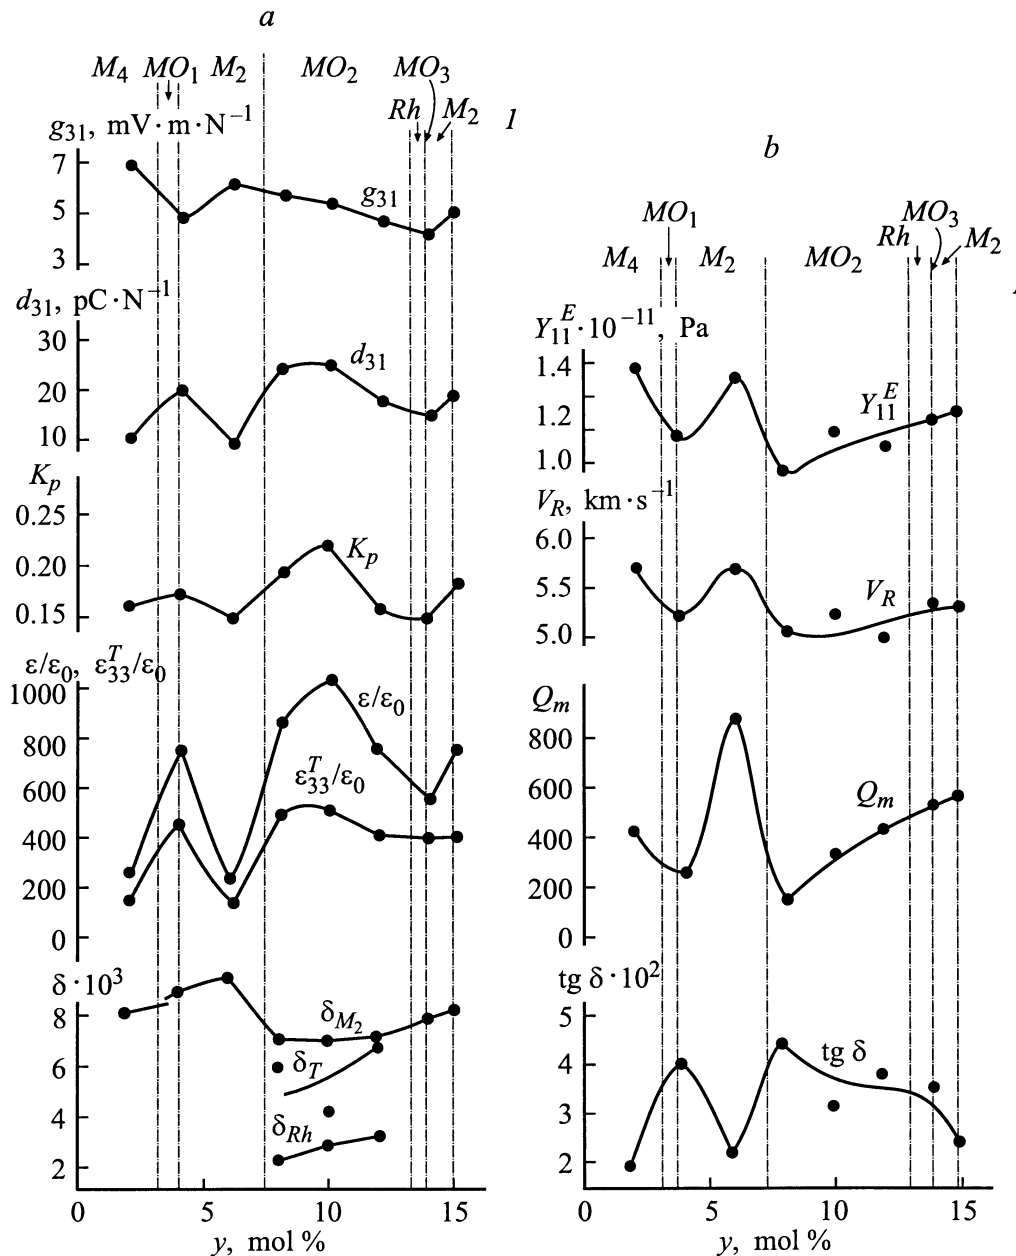 a
M₄ MO₁ M₂ MO₂ MO₃
Rh M₂ 1
g₃₁, mV·m·N⁻¹
7
5
3
g₃₁
d₃₁, pC·N⁻¹
30
20
10
d₃₁
Kₚ
0.25
0.20
0.15
Kₚ
ε/ε₀, ε₃₃ᵀ/ε₀
1000
800
600
400
200
0
ε/ε₀
ε₃₃ᵀ/ε₀
δ·10³
8
6
4
2
δ_M₂
δ_T
δ_Rh
0 5 10 15
y, mol %
b
MO₁ MO₃
M₄ M₂ MO₂ Rh M₂
Y₁₁ᴱ·10⁻¹¹, Pa
1.4
1.2
1.0
Y₁₁ᴱ
V_R, km·s⁻¹
6.0
5.5
5.0
V_R
Qₘ
800
600
400
200
0
Qₘ
tg δ·10²
5
4
3
2
tg δ
0 5 10 15
y, mol %